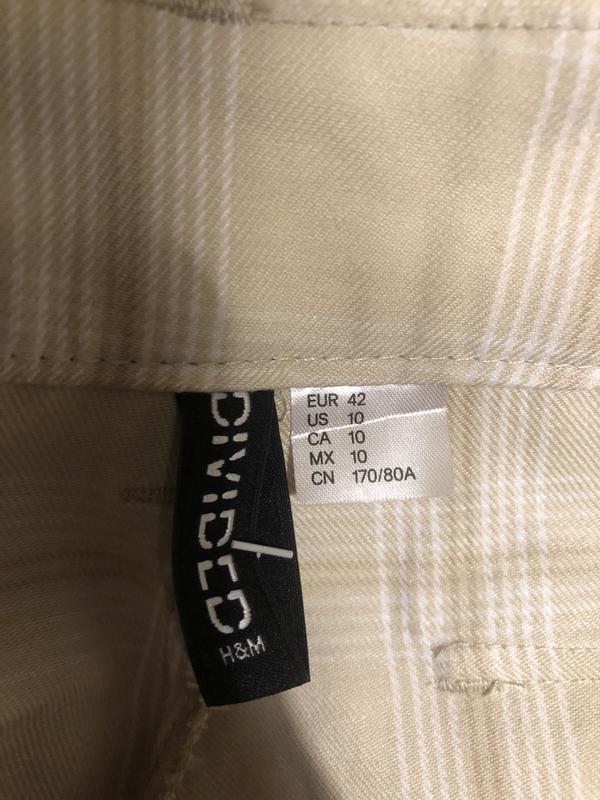 DIVIDED
H&M
EUR 42
US 10
CA 10
MX 10
CN 170/80A